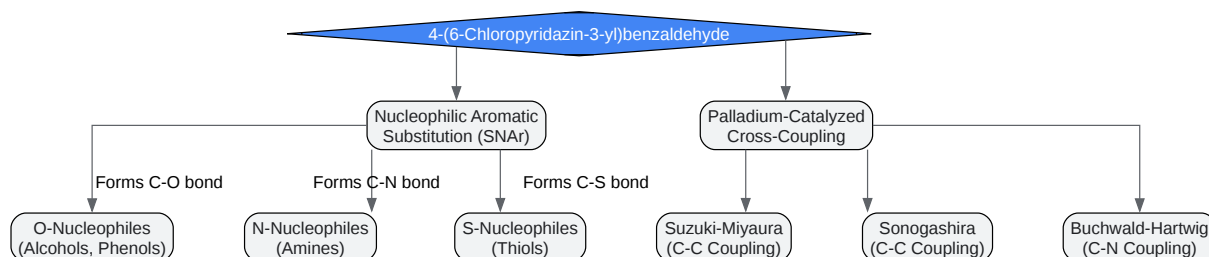 4-(6-Chloropyridazin-3-yl)benzaldehyde
Nucleophilic Aromatic
Substitution (SNAr)
Palladium-Catalyzed
Cross-Coupling
Forms C-O bond
Forms C-N bond
Forms C-S bond
O-Nucleophiles
(Alcohols, Phenols)
N-Nucleophiles
(Amines)
S-Nucleophiles
(Thiols)
Suzuki-Miyaura
(C-C Coupling)
Sonogashira
(C-C Coupling)
Buchwald-Hartwig
(C-N Coupling)